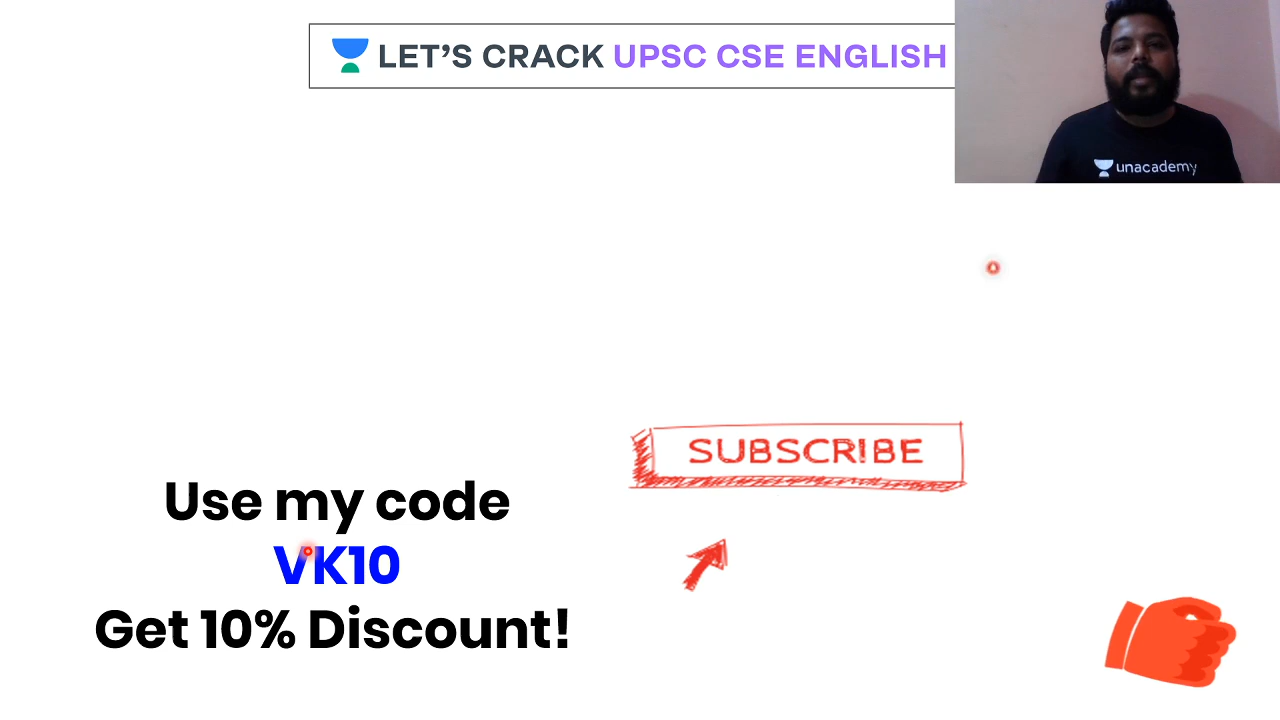 LET'S CRACK UPSC CSE ENGLISH
unacademy
SUBSCRIBE
Use my code
VK10
Get 10% Discount!